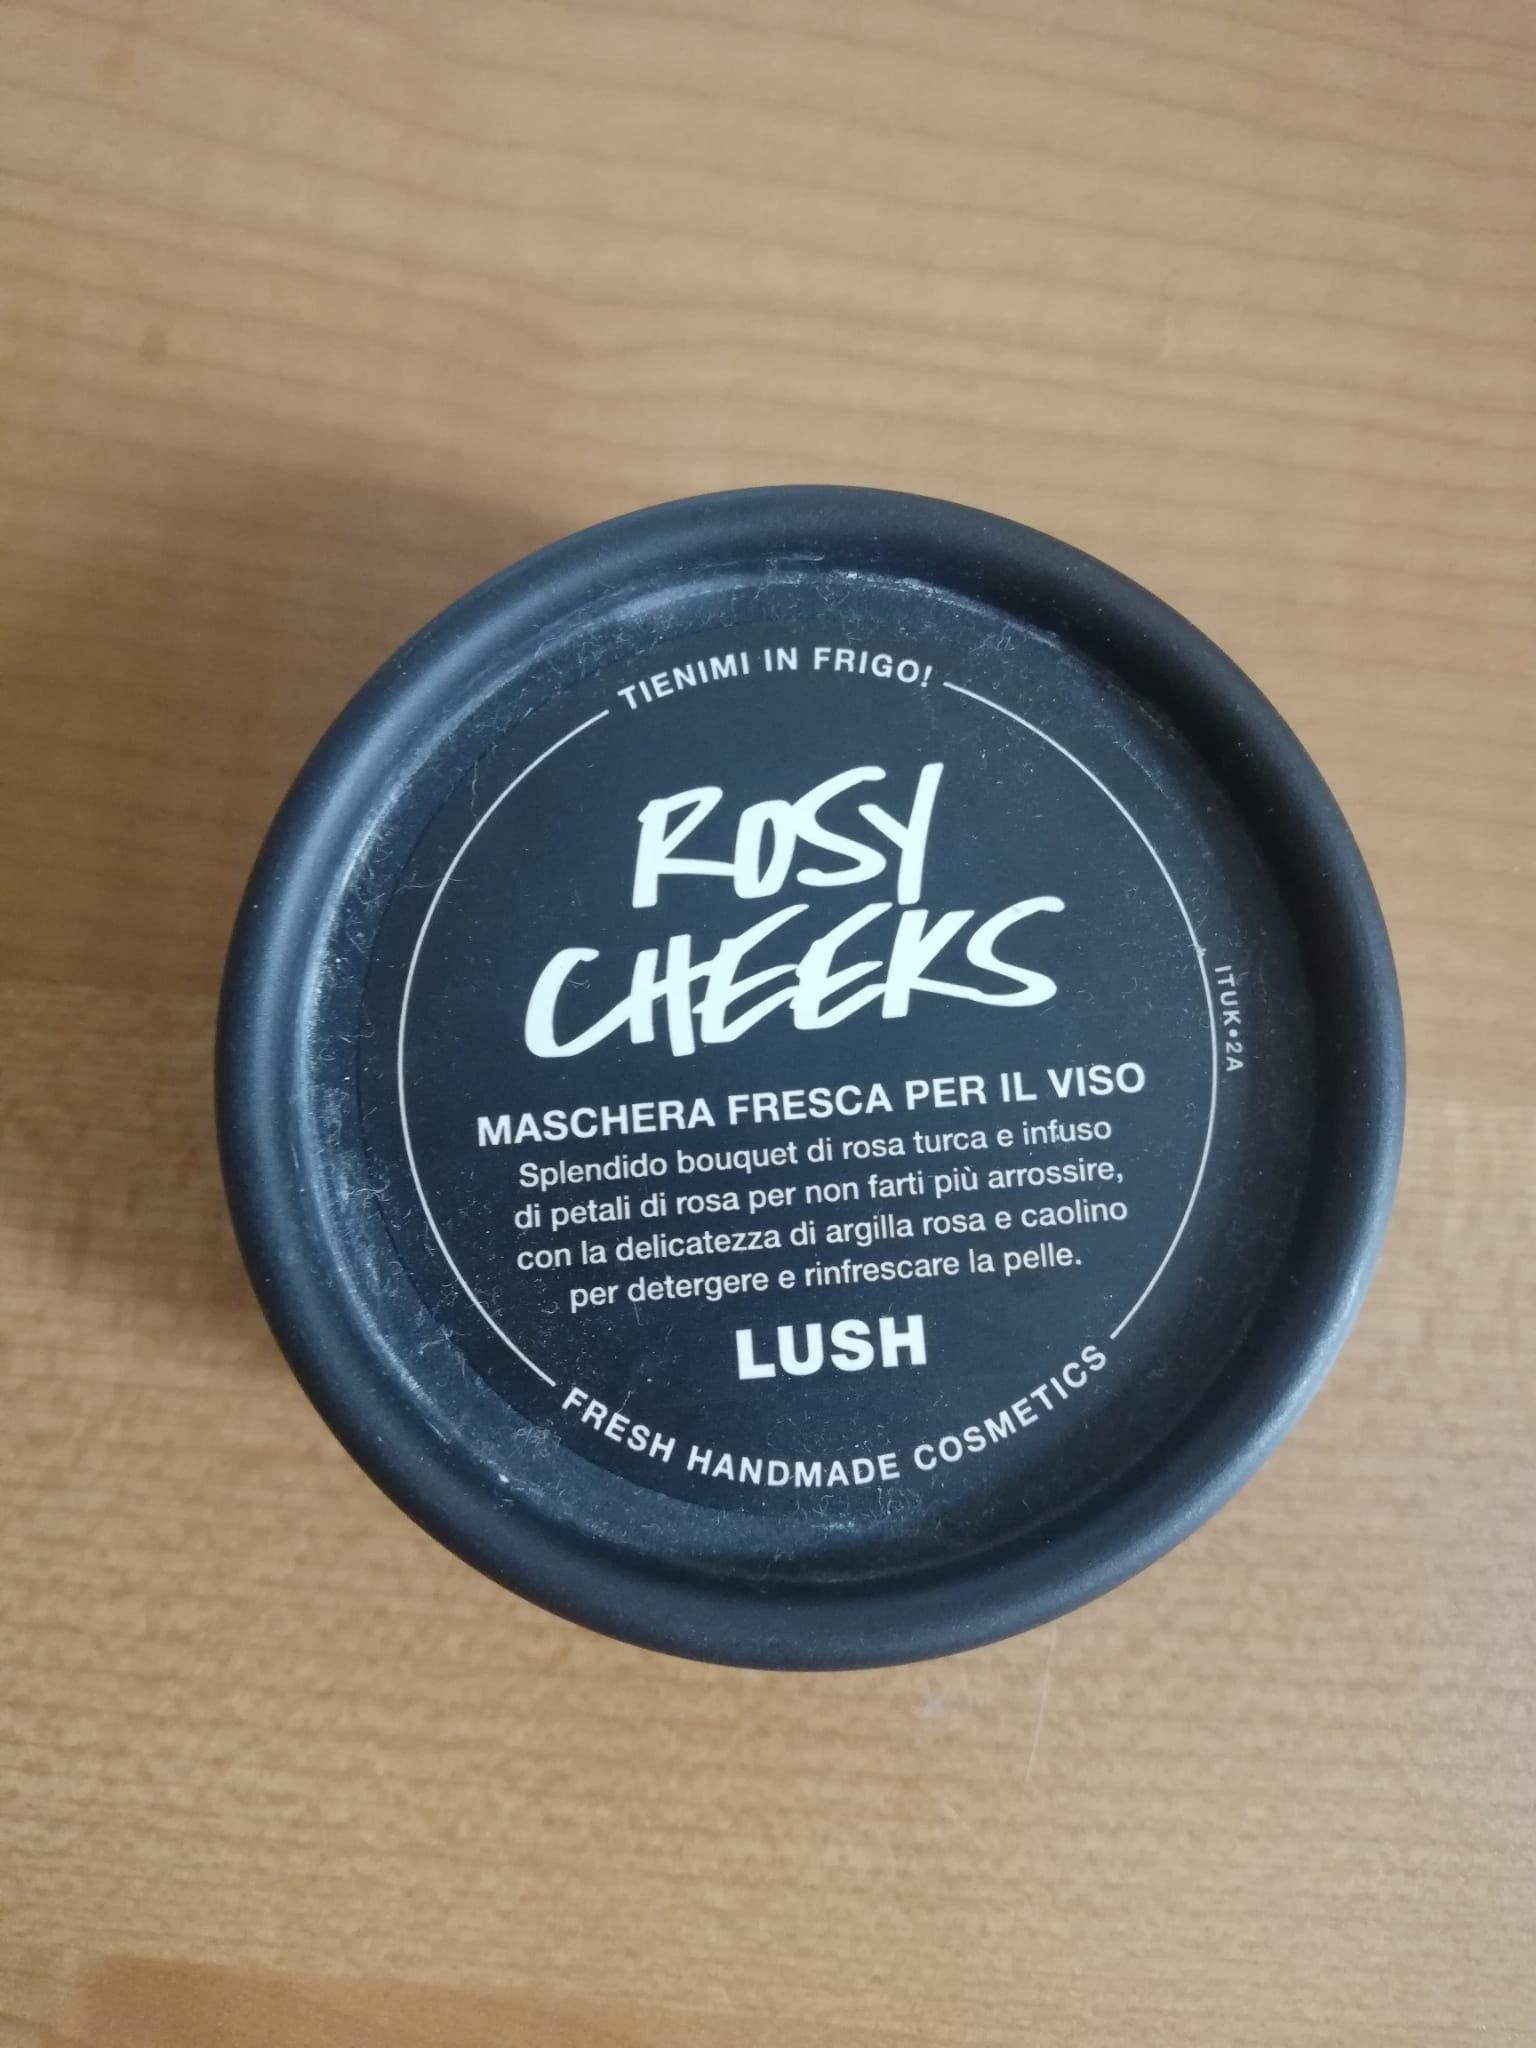 TIENIMI IN FRIGO!
ROSY
CHEEKS
MASCHERA FRESCA PER IL VISO
Splendido bouquet di rosa turca e infuso
di petali di rosa per non farti più arrossire,
con la delicatezza di argilla rosa e caolino
per detergere e rinfrescare la pelle.
LUSH
FRESH HANDMADE COSMETICS
ITUK•2A